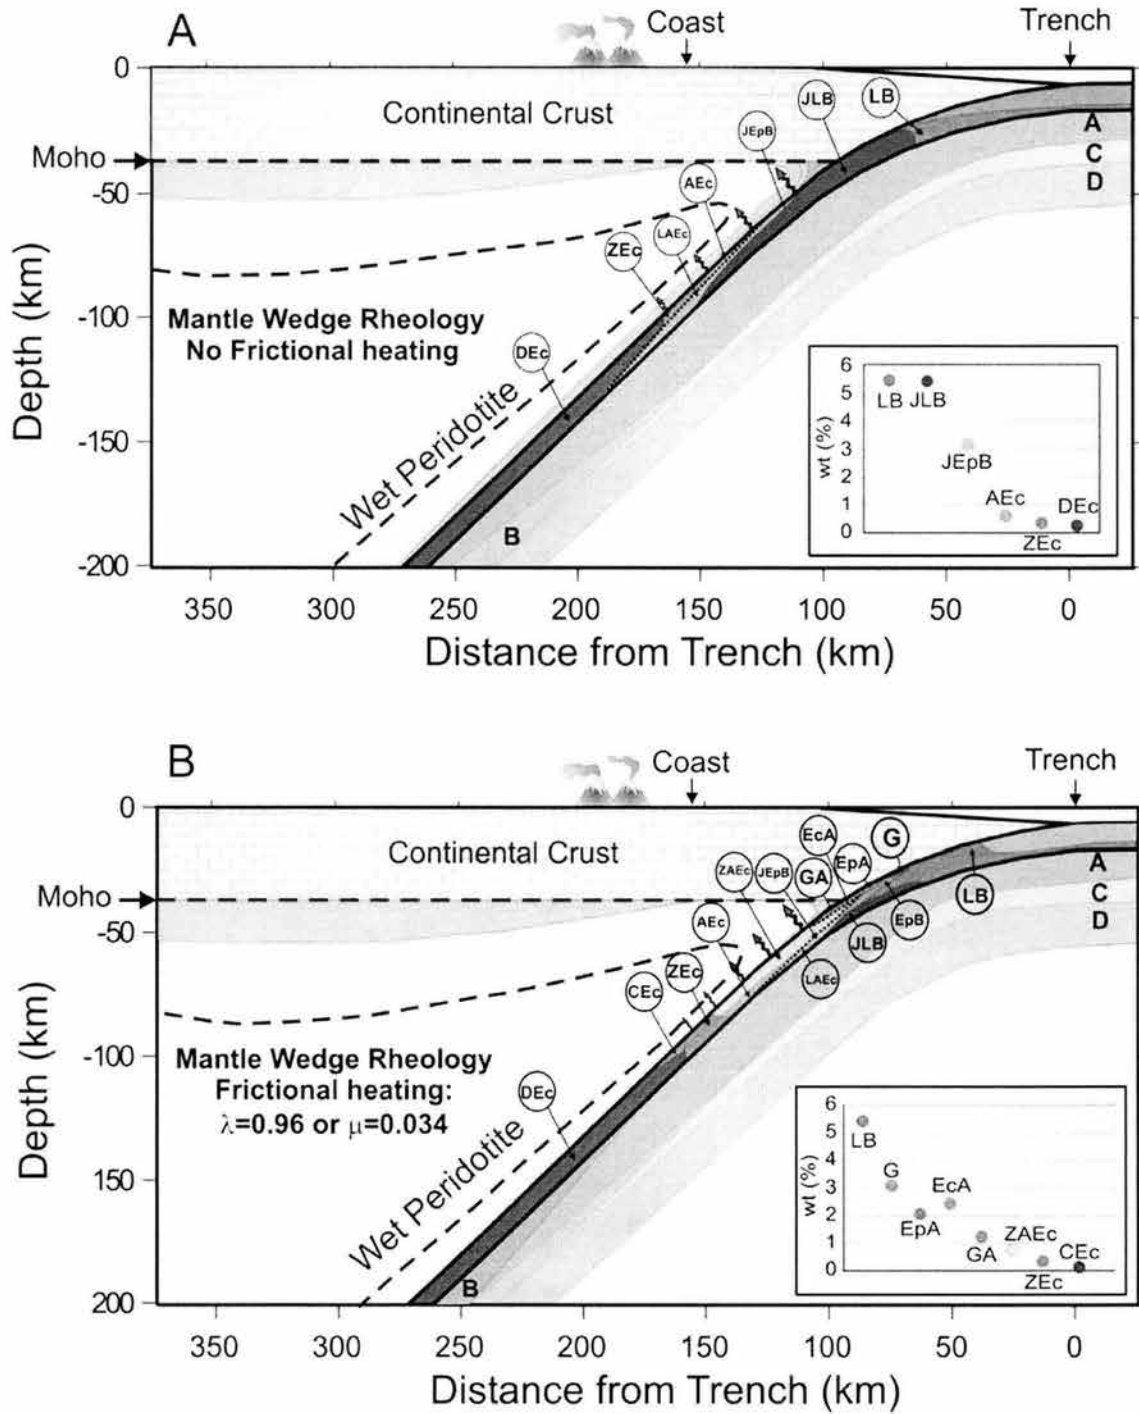 A
Coast
Trench
0
Continental Crust
JLB
LB
JEpB
A
Moho
C
AEc
D
-50
LAEc
ZEc
-100
Mantle Wedge Rheology
No Frictional heating
DEc
-150
Wet Peridotite
B
-200
Depth (km)
6
5
4
3
2
1
0
wt (%)
LB JLB
JEpB
AEc
DEc
ZEc
350 300 250 200 150 100 50 0
Distance from Trench (km)
B
Coast
Trench
0
Continental Crust
EcA
G
ZAEc
JEpB
GA
EpA
A
Moho
LB
C
EpB
D
AEc
JLB
-50
ZEc
LAEc
CEc
-100
Mantle Wedge Rheology
Frictional heating:
λ=0.96 or μ=0.034
DEc
150
Wet Peridotite
B
200
Depth (km)
6
5
4
3
2
1
0
wt (%)
LB
G
EcA
EpA
ZAEc
GA
CEc
ZEc
350 300 250 200 150 100 50 0
Distance from Trench (km)